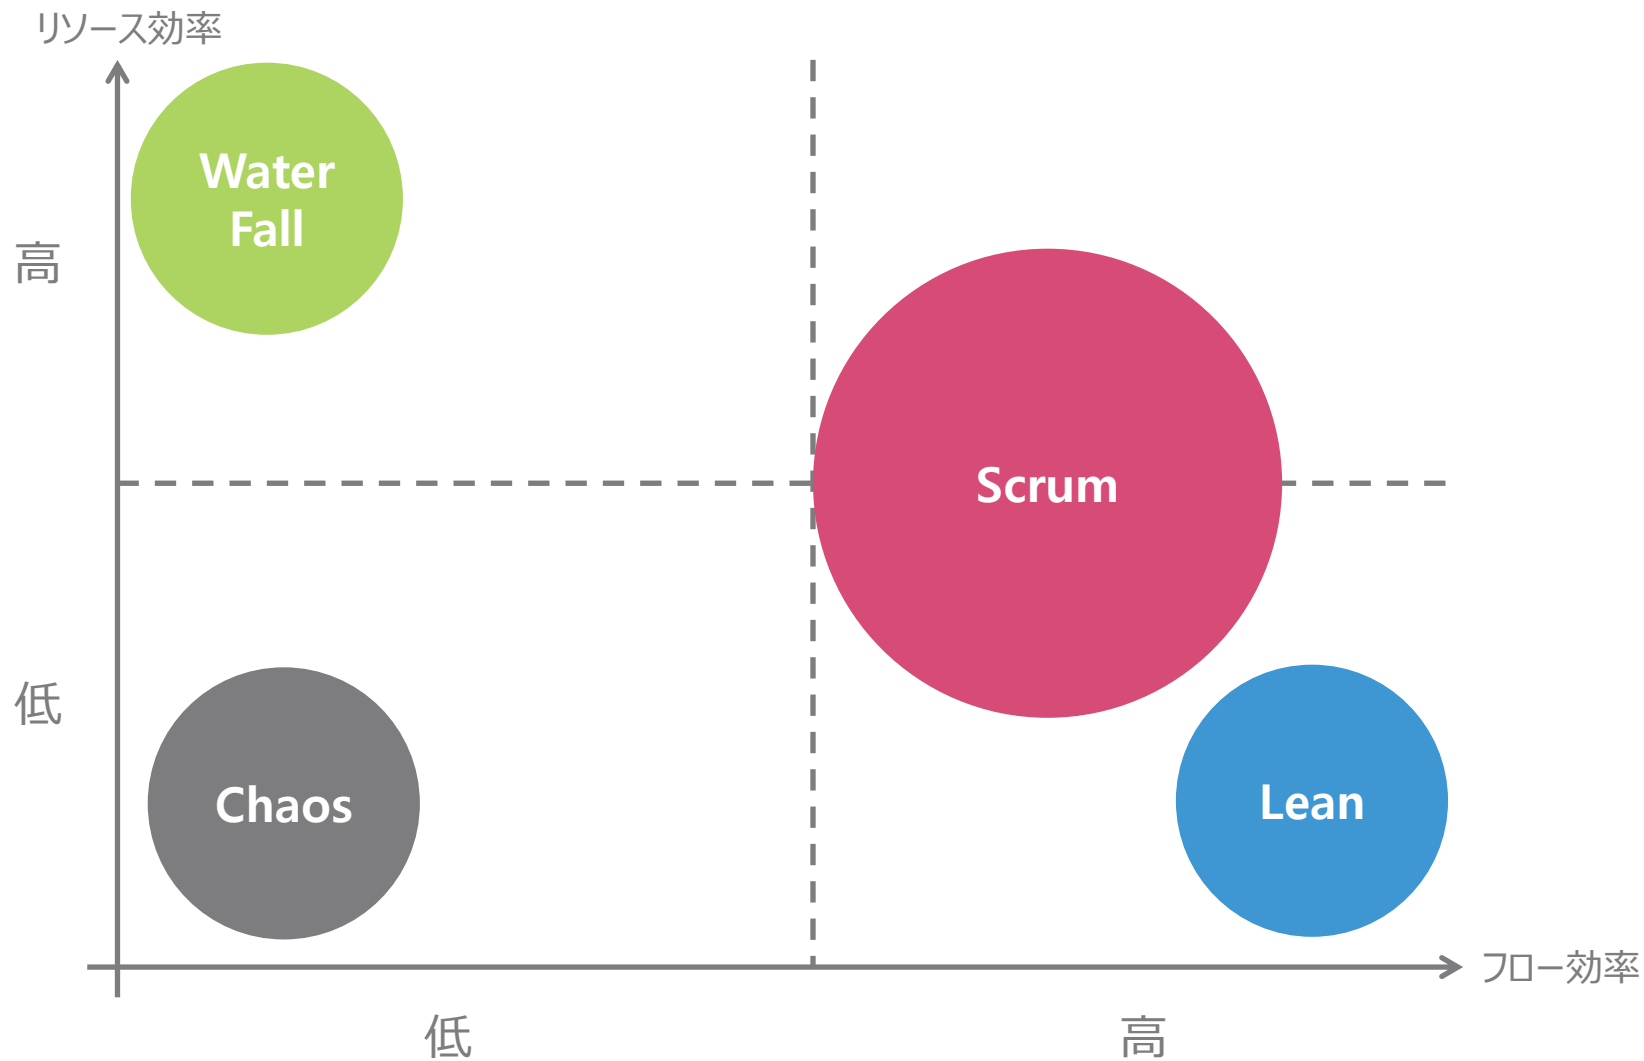 リソース効率
Water
Fall
高
Scrum
低
Chaos
Lean
フロー効率
低
高